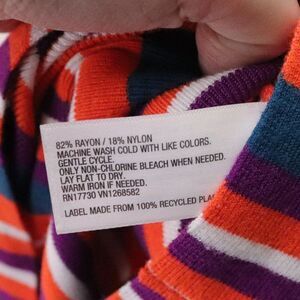 82% RAYON / 18% NYLON
MACHINE WASH COLD WITH LIKE COLORS.
GENTLE CYCLE.
ONLY NON-CHLORINE BLEACH WHEN NEEDED.
LAY FLAT TO DRY.
WARM IRON IF NEEDED.
RN17730 VN1268582
LABEL MADE FROM 100% RECYCLED